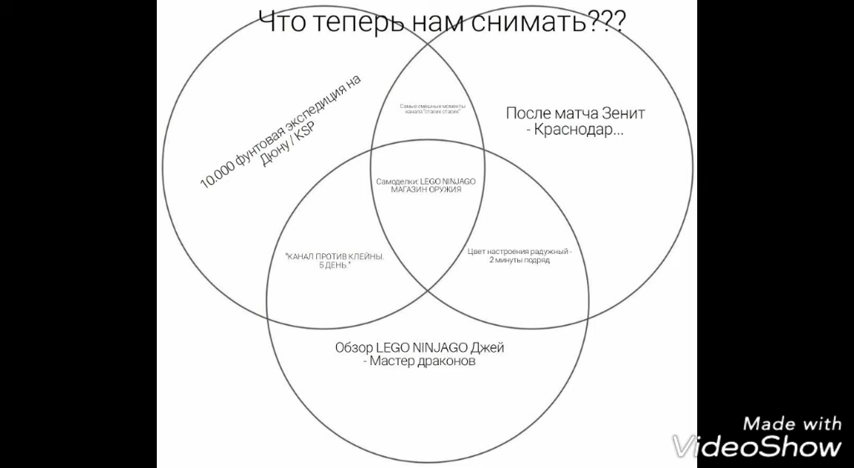 Что теперь нам снимать???
10.000 фунтовая экспедиция на
Дюну / KSP
Самые смешные моменты
канала "стасик стасик"
После матча Зенит
- Краснодар...
Самоделки: LEGO NINJAGO
МАГАЗИН ОРУЖИЯ
"КАНАЛ ПРОТИВ КЛЕЙНЫ.
5 ДЕНЬ."
Цвет настроения радужный -
2 минуты подряд
Обзор LEGO NINJAGO Джей
- Мастер драконов
Made with
VideoShow